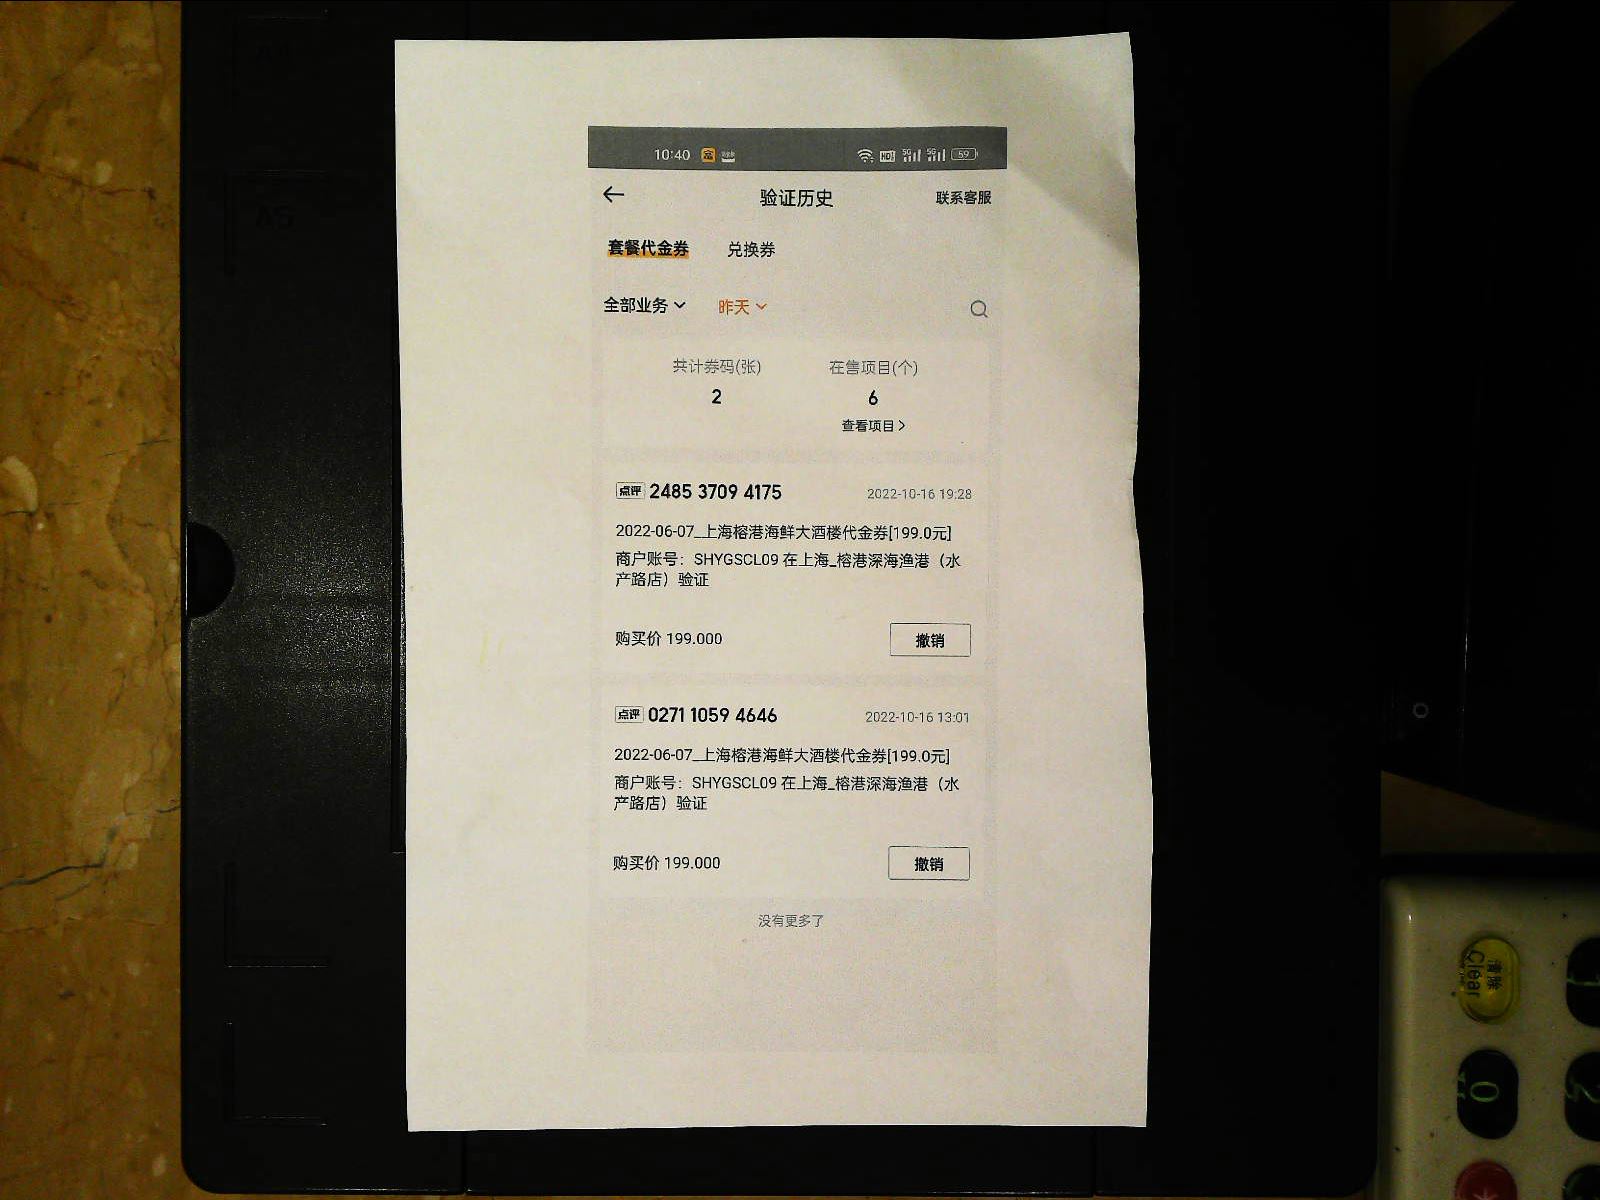 10:40 5G 5G 59
验证历史 联系客服
套餐代金券 兑换券
全部业务 昨天
共计券码(张) 在售项目(个)
2 6
查看项目>
点评 2485 3709 4175 2022-10-16 19:28
2022-06-07_上海榕港海鲜大酒楼代金券[199.0元]
商户账号：SHYGSCL09 在上海_榕港深海渔港（水
产路店）验证
购买价 199.000 撤销
点评 0271 1059 4646 2022-10-16 13:01
2022-06-07_上海榕港海鲜大酒楼代金券[199.0元]
商户账号：SHYGSCL09 在上海_榕港深海渔港（水
产路店）验证
购买价 199.000 撤销
没有更多了
A5
清除
Clear
0
2